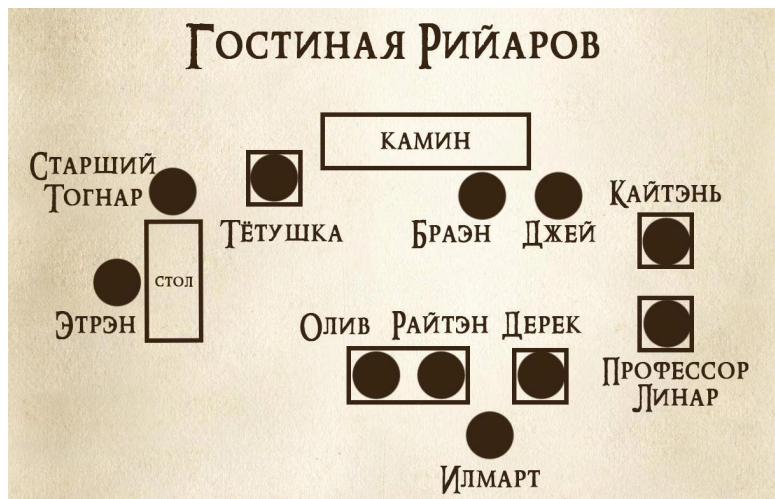 Гостиная Рийаров
камин
Старший
Тогнар
Тётушка
Браэн
Джей
Кайтэнь
стол
Этрэн
Олив
Райтэн
Дерек
Профессор
Линар
Илмарт